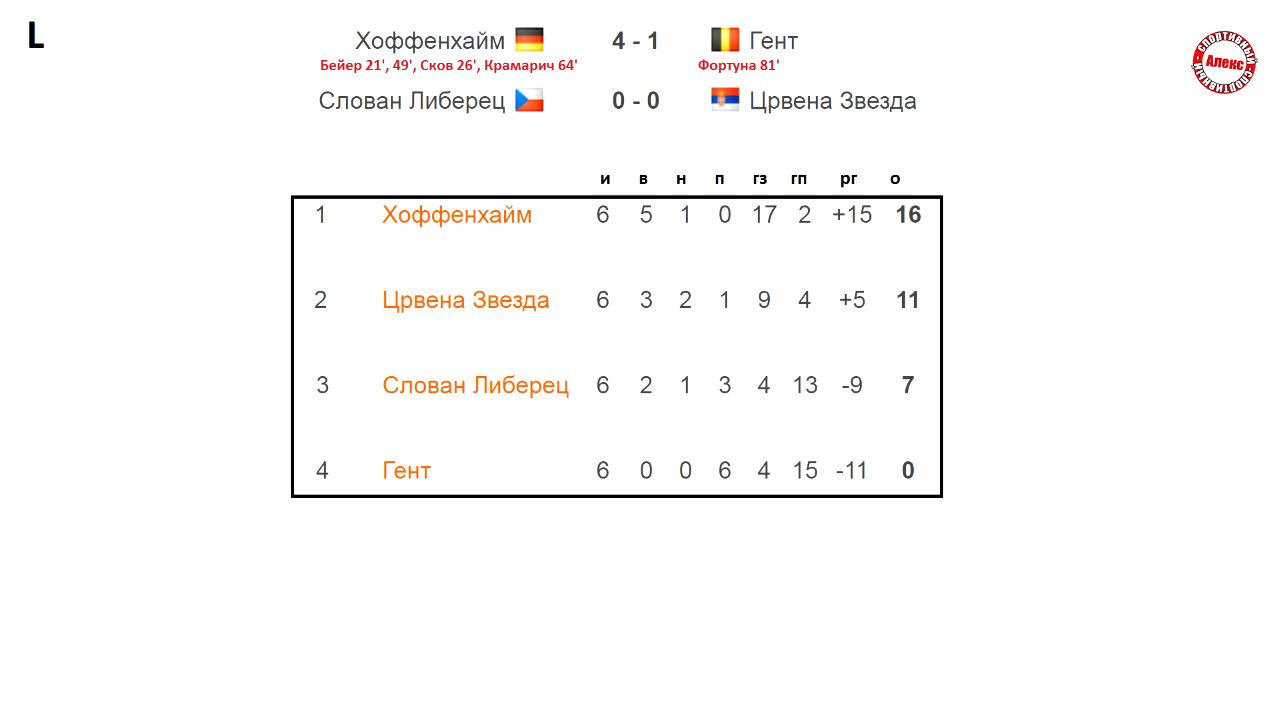 L
Хоффенхайм 4 - 1 Гент
Бейер 21', 49', Сков 26', Крамарич 64' Фортуна 81'
Слован Либерец 0 - 0 Црвена Звезда
СПОРТИВНЫЙ
Алекс
СПОРТИВНЫЙ
и в н п гз гп рг о
1 Хоффенхайм 6 5 1 0 17 2 +15 16
2 Црвена Звезда 6 3 2 1 9 4 +5 11
3 Слован Либерец 6 2 1 3 4 13 -9 7
4 Гент 6 0 0 6 4 15 -11 0